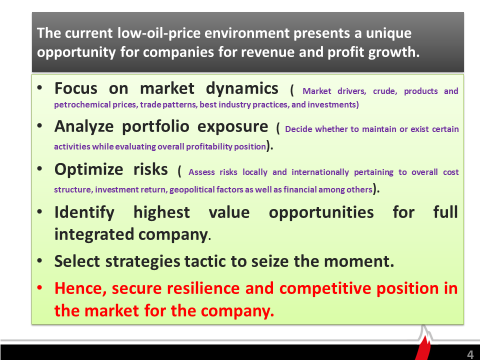 The current low-oil-price environment presents a unique
opportunity for companies for revenue and profit growth.
• Focus on market dynamics ( Market drivers, crude, products and
petrochemical prices, trade patterns, best industry practices, and investments)
• Analyze portfolio exposure ( Decide whether to maintain or exist certain
activities while evaluating overall profitability position).
• Optimize risks ( Assess risks locally and internationally pertaining to overall cost
structure, investment return, geopolitical factors as well as financial among others).
• Identify highest value opportunities for full
integrated company.
• Select strategies tactic to seize the moment.
• Hence, secure resilience and competitive position in
the market for the company.
4